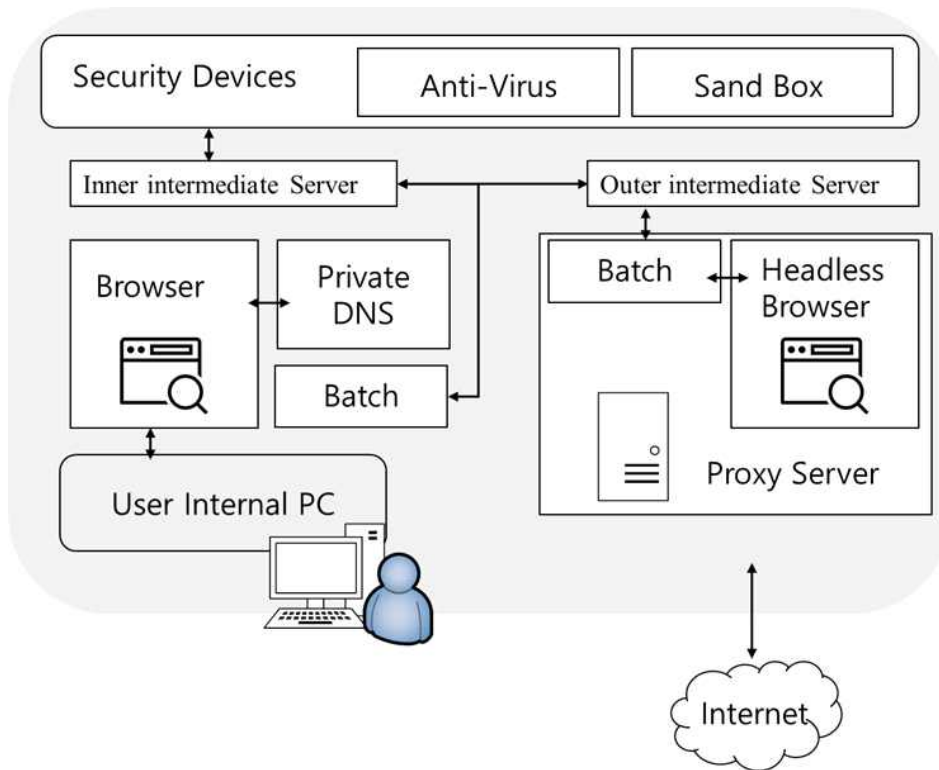 Security Devices
Anti-Virus
Sand Box
Inner intermediate Server
Outer intermediate Server
Browser
Private
DNS
Batch
Batch
Headless
Browser
User Internal PC
Proxy Server
Internet